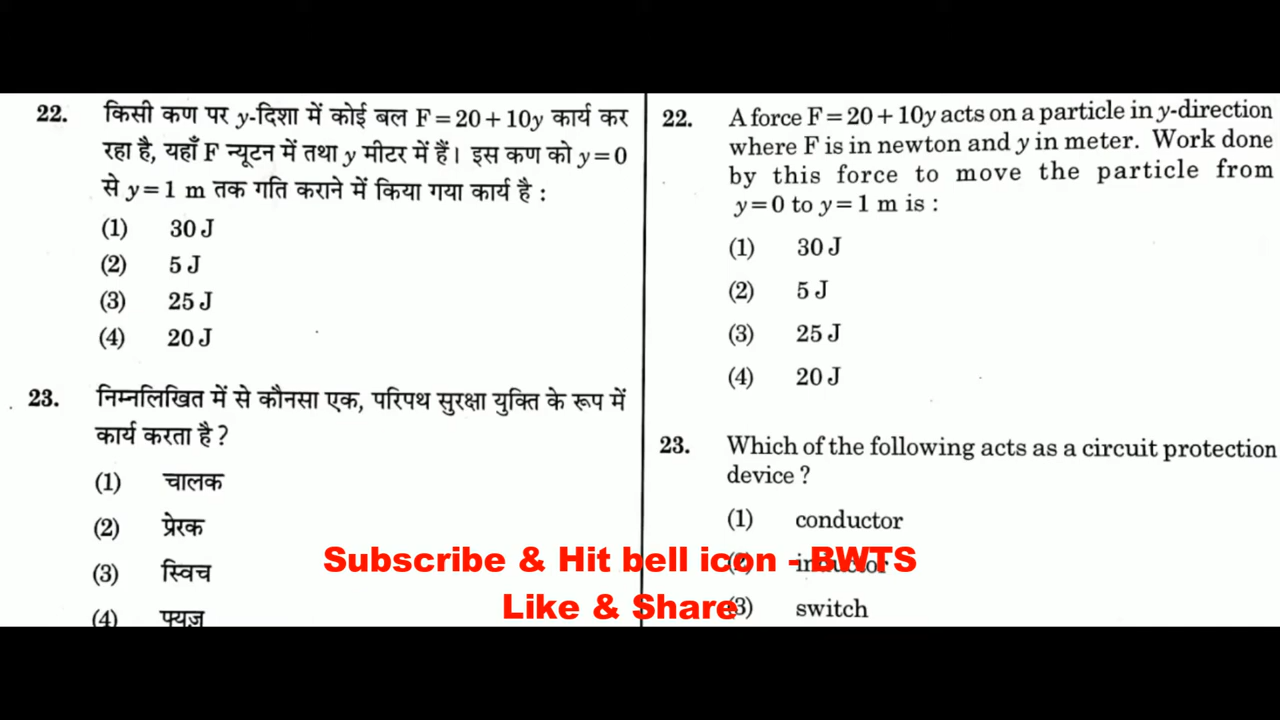 22. किसी कण पर y-दिशा में कोई बल F=20+10y कार्य कर
रहा है, यहाँ F न्यूटन में तथा y मीटर में हैं। इस कण को y=0
से y=1 m तक गति कराने में किया गया कार्य है :
(1) 30 J
(2) 5 J
(3) 25 J
(4) 20 J
23. निम्नलिखित में से कौनसा एक, परिपथ सुरक्षा युक्ति के रूप में
कार्य करता है ?
(1) चालक
(2) प्रेरक
(3) स्विच
(4) फ्यूज़
22. A force F=20+10y acts on a particle in y-direction
where F is in newton and y in meter. Work done
by this force to move the particle from
y=0 to y=1 m is :
(1) 30 J
(2) 5 J
(3) 25 J
(4) 20 J
23. Which of the following acts as a circuit protection
device ?
(1) conductor
(2) inductor
(3) switch
Subscribe & Hit bell icon - BWTS
Like & Share